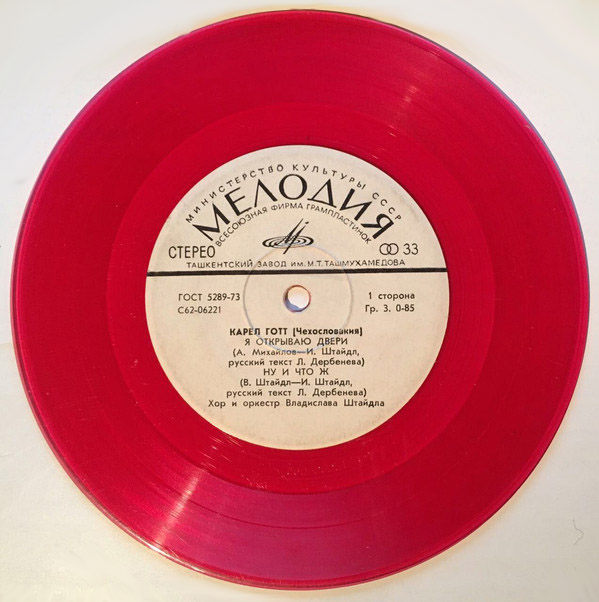 МИНИСТЕРСТВО КУЛЬТУРЫ СССР
МЕЛОДИЯ
ВСЕСОЮЗНАЯ ФИРМА ГРАМПЛАСТИНОК
СТЕРЕО 33
ТАШКЕНТСКИЙ ЗАВОД им. М.Т. ТАШМУХАМЕДОВА
ГОСТ 5289-73 1 сторона
С62-06221 Гр. 3. 0-85
КАРЕЛ ГОТТ (Чехословакия)
Я ОТКРЫВАЮ ДВЕРИ
(А. Михайлов—И. Штайдл,
русский текст Л. Дербенева)
НУ И ЧТО Ж
(В. Штайдл—И. Штайдл,
русский текст Л. Дербенева)
Хор и оркестр Владислава Штайдла